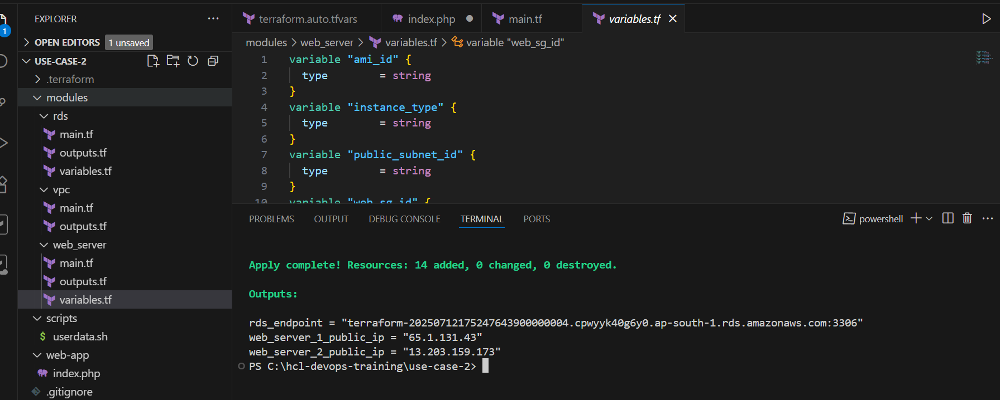 EXPLORER
OPEN EDITORS 1 unsaved
USE-CASE-2
.terraform
modules
rds
main.tf
outputs.tf
variables.tf
vpc
main.tf
outputs.tf
web_server
main.tf
outputs.tf
variables.tf
scripts
$ userdata.sh
web-app
index.php
.gitignore
1
terraform.auto.tfvars index.php main.tf variables.tf
modules > web_server > variables.tf > variable "web_sg_id"
1 variable "ami_id" {
2 type = string
3 }
4 variable "instance_type" {
5 type = string
6 }
7 variable "public_subnet_id" {
8 type = string
9 }
10 variable "web_sg_id" {
PROBLEMS OUTPUT DEBUG CONSOLE TERMINAL PORTS powershell
Apply complete! Resources: 14 added, 0 changed, 0 destroyed.
Outputs:
rds_endpoint = "terraform-20250712175247643900000004.cpwyyk40g6y0.ap-south-1.rds.amazonaws.com:3306"
web_server_1_public_ip = "65.1.131.43"
web_server_2_public_ip = "13.203.159.173"
PS C:\hcl-devops-training\use-case-2>